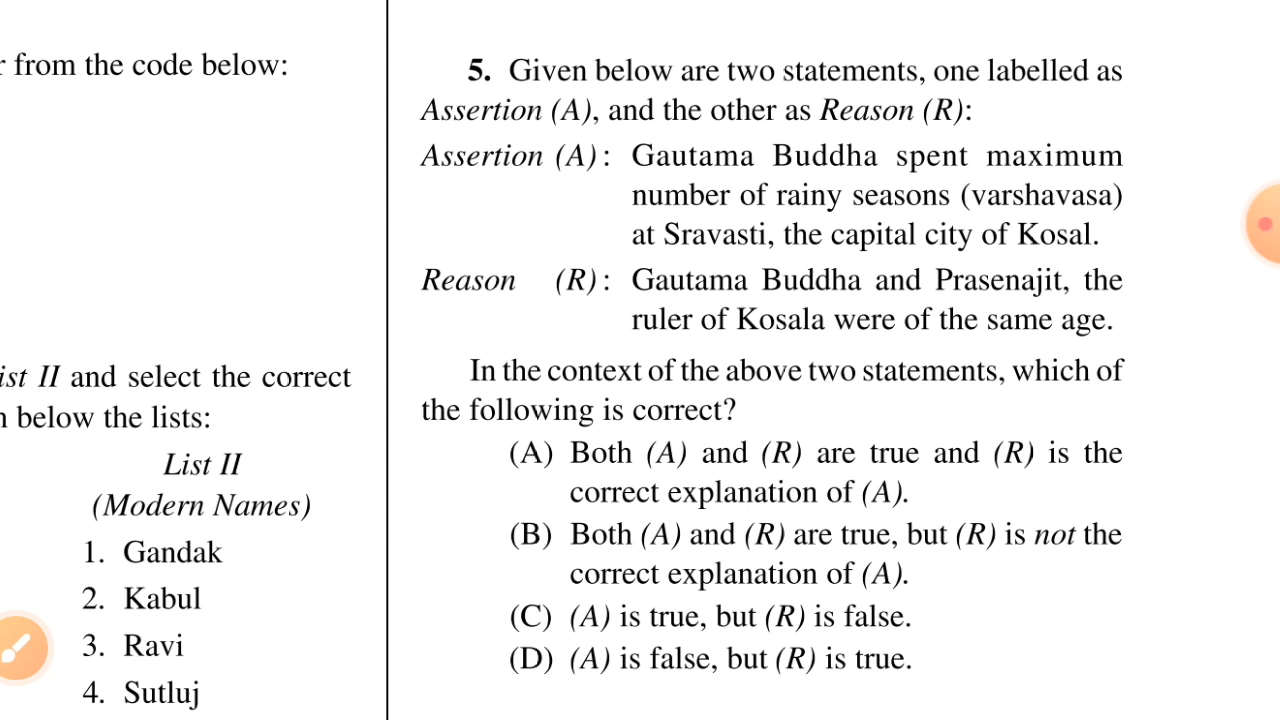 from the code below:
ist II and select the correct
below the lists:
List II
(Modern Names)
1. Gandak
2. Kabul
3. Ravi
4. Sutluj
5. Given below are two statements, one labelled as
Assertion (A), and the other as Reason (R):
Assertion (A): Gautama Buddha spent maximum
number of rainy seasons (varshavasa)
at Sravasti, the capital city of Kosal.
Reason (R): Gautama Buddha and Prasenajit, the
ruler of Kosala were of the same age.
In the context of the above two statements, which of
the following is correct?
(A) Both (A) and (R) are true and (R) is the
correct explanation of (A).
(B) Both (A) and (R) are true, but (R) is not the
correct explanation of (A).
(C) (A) is true, but (R) is false.
(D) (A) is false, but (R) is true.